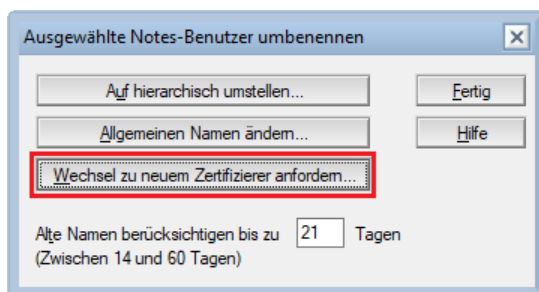 Ausgewählte Notes-Benutzer umbenennen
Auf hierarchisch umstellen...
Fertig
Allgemeinen Namen ändern...
Hilfe
Wechsel zu neuem Zertifizierer anfordern...
Alte Namen berücksichtigen bis zu 21 Tagen
(Zwischen 14 und 60 Tagen)